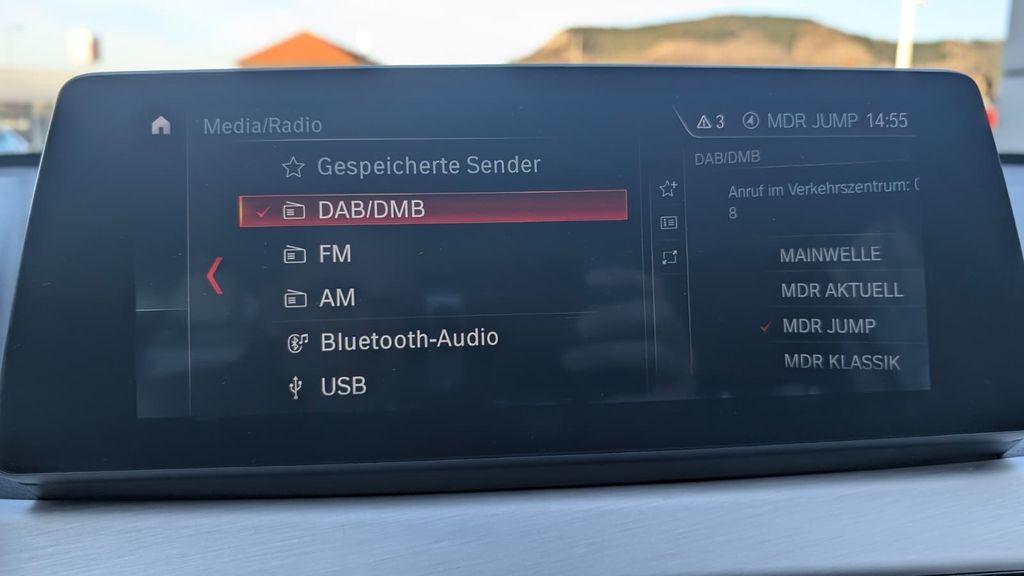 Media/Radio
3 MDR JUMP 14:55
Gespeicherte Sender
DAB/DMB
FM
AM
Bluetooth-Audio
USB
DAB/DMB
Anruf im Verkehrszentrum: (
8
MAINWELLE
MDR AKTUELL
MDR JUMP
MDR KLASSIK